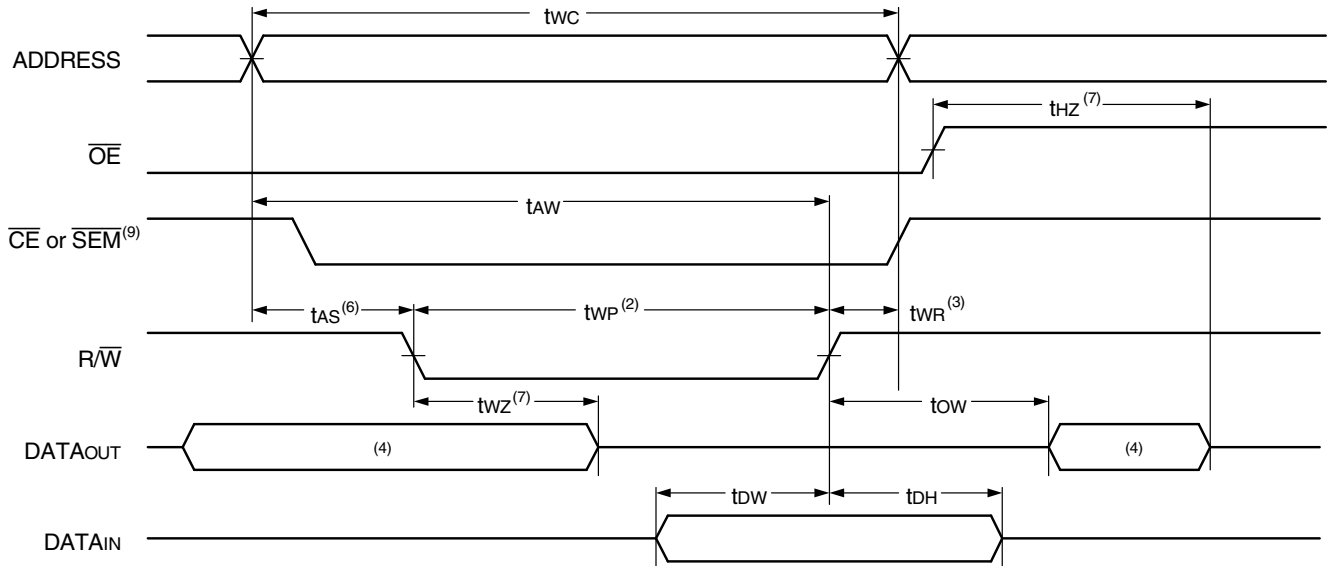 tWC
ADDRESS
tHZ(7)
OE
tAW
CE or SEM(9)
tAS(6) tWP(2) tWR(3)
R/W
tWZ(7) tOW
DATAOUT (4) (4)
tDW tDH
DATAIN